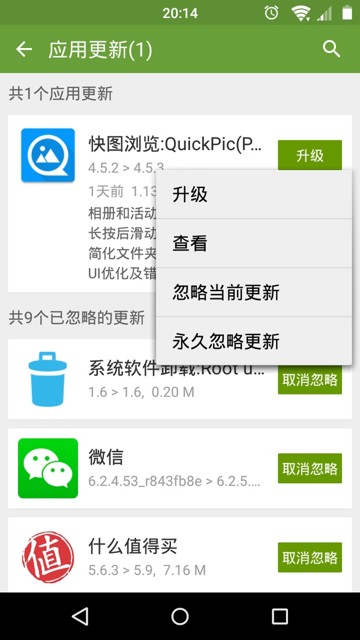 20:14
应用更新(1)
共1个应用更新
快图浏览:QuickPic(P...
4.5.2 > 4.5.3
升级
1天前 1.13
相册和活动
长按后滑动
简化文件夹
UI优化及错
升级
查看
忽略当前更新
永久忽略更新
共9个已忽略的更新
系统软件卸载:Root u...
1.6 > 1.6, 0.20 M
取消忽略
微信
6.2.4.53_r843fb8e > 6.2.5....
取消忽略
值
什么值得买
5.6.3 > 5.9, 7.16 M
取消忽略